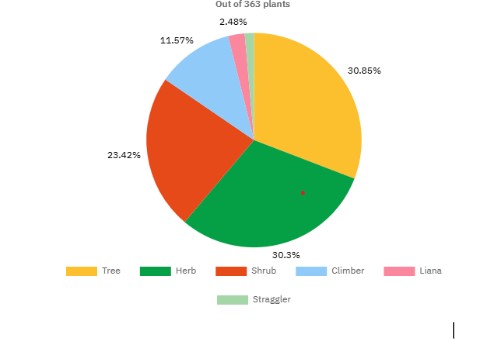 Out of 363 plants
2.48%
11.57%
30.85%
23.42%
30.3%
Tree Herb Shrub Climber Liana
Straggler